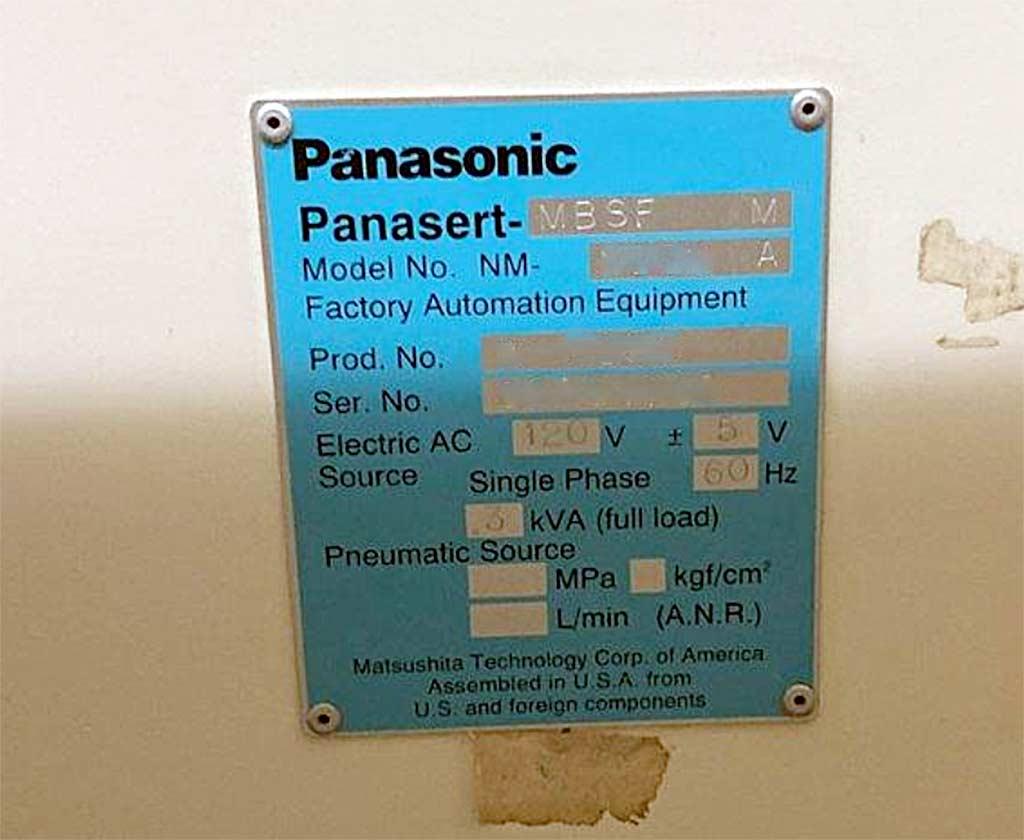 Panasonic
Panasert- MBSF M
Model No. NM- A
Factory Automation Equipment
Prod. No.
Ser. No.
Electric AC 120 V ± 5 V
Source Single Phase 60 Hz
3 kVA (full load)
Pneumatic Source
MPa kgf/cm²
L/min (A.N.R.)
Matsushita Technology Corp. of America
Assembled in U.S.A. from
U.S. and foreign components